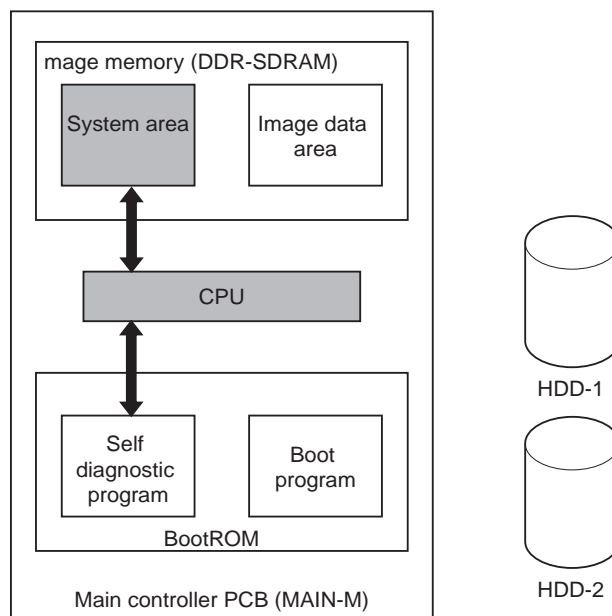 mage memory (DDR-SDRAM)
System area
Image data
area
CPU
Self
diagnostic
program
Boot
program
BootROM
Main controller PCB (MAIN-M)
HDD-1
HDD-2